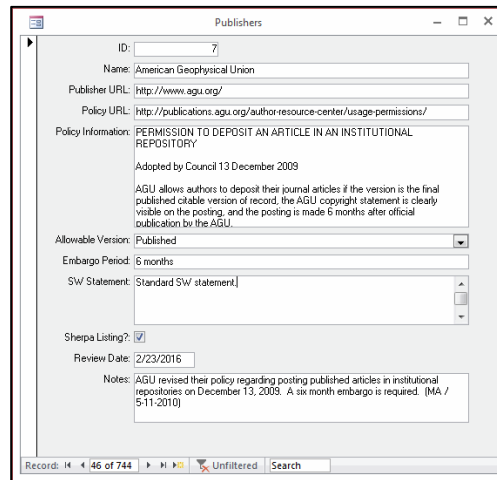 Publishers
ID: 7
Name: American Geophysical Union
Publisher URL: http://www.agu.org/
Policy URL: http://publications.agu.org/author-resource-center/usage-permissions/
Policy Information: PERMISSION TO DEPOSIT AN ARTICLE IN AN INSTITUTIONAL
REPOSITORY
Adopted by Council 13 December 2009
AGU allows authors to deposit their journal articles if the version is the final
published citable version of record, the AGU copyright statement is clearly
visible on the posting, and the posting is made 6 months after official
publication by the AGU.
Allowable Version: Published
Embargo Period: 6 months
SW Statement: Standard SW statement.
Sherpa Listing?:
Review Date: 2/23/2016
Notes: AGU revised their policy regarding posting published articles in institutional
repositories on December 13, 2009. A six month embargo is required. (MA /
5-11-2010)
Record: 46 of 744 Unfiltered Search